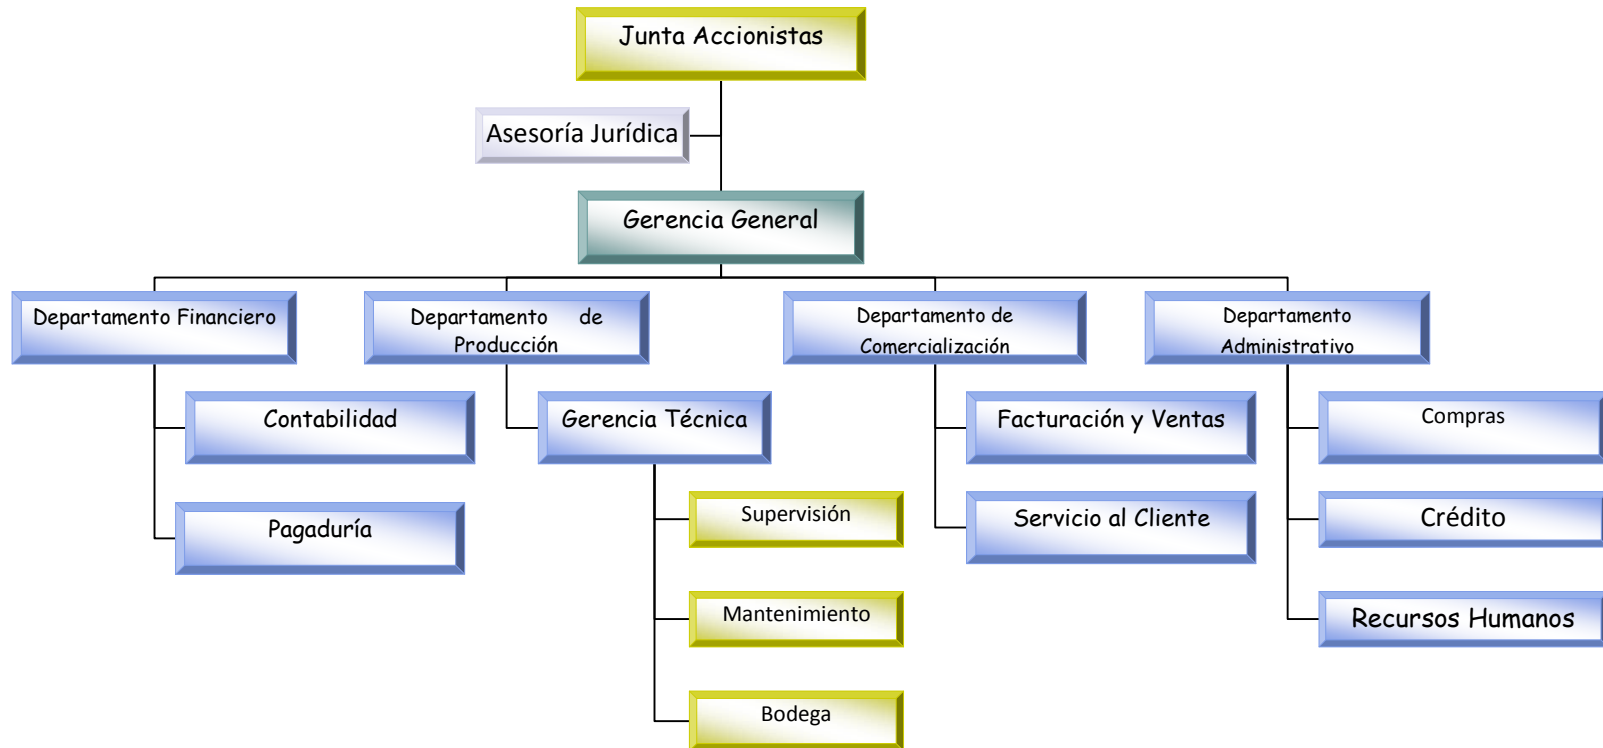 Junta Accionistas
Asesoría Jurídica
Gerencia General
Departamento Financiero
Departamento de
Producción
Departamento de
Comercialización
Departamento
Administrativo
Contabilidad
Gerencia Técnica
Facturación y Ventas
Compras
Supervisión
Servicio al Cliente
Crédito
Pagaduría
Mantenimiento
Recursos Humanos
Bodega